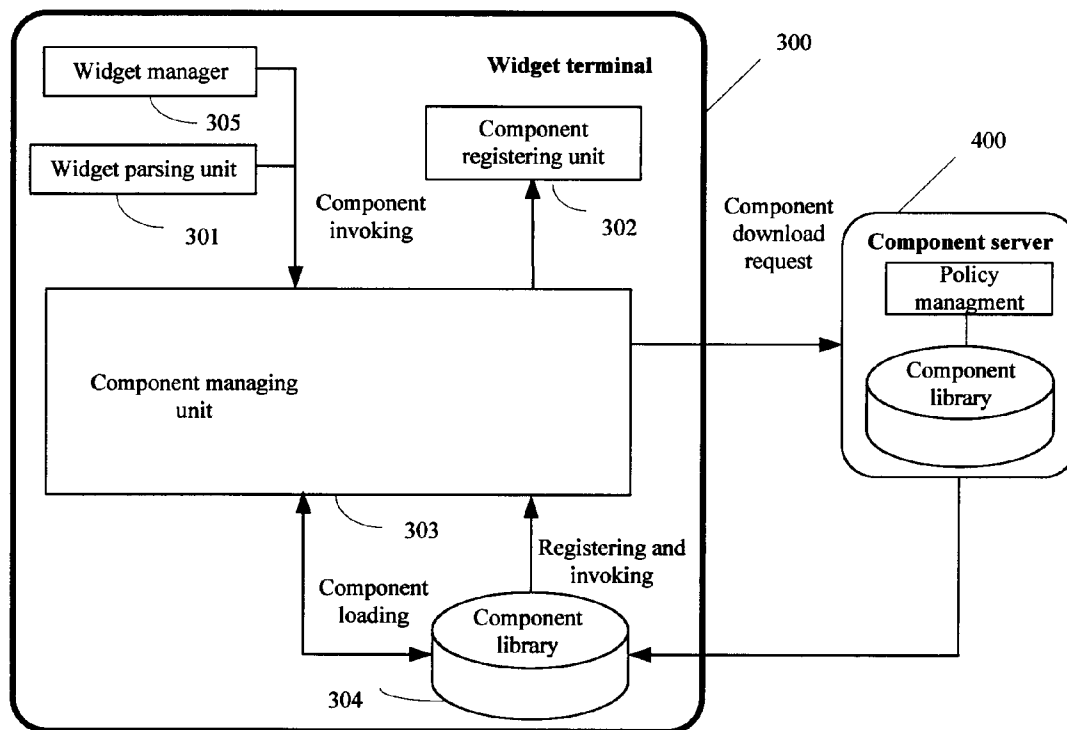 Widget manager
305
Widget parsing unit
301
Widget terminal
300
Component
registering unit
302
Component
invoking
Component
download
request
400
Component server
Policy
managment
Component
library
Component managing
unit
303
Component
loading
Registering and
invoking
Component
library
304